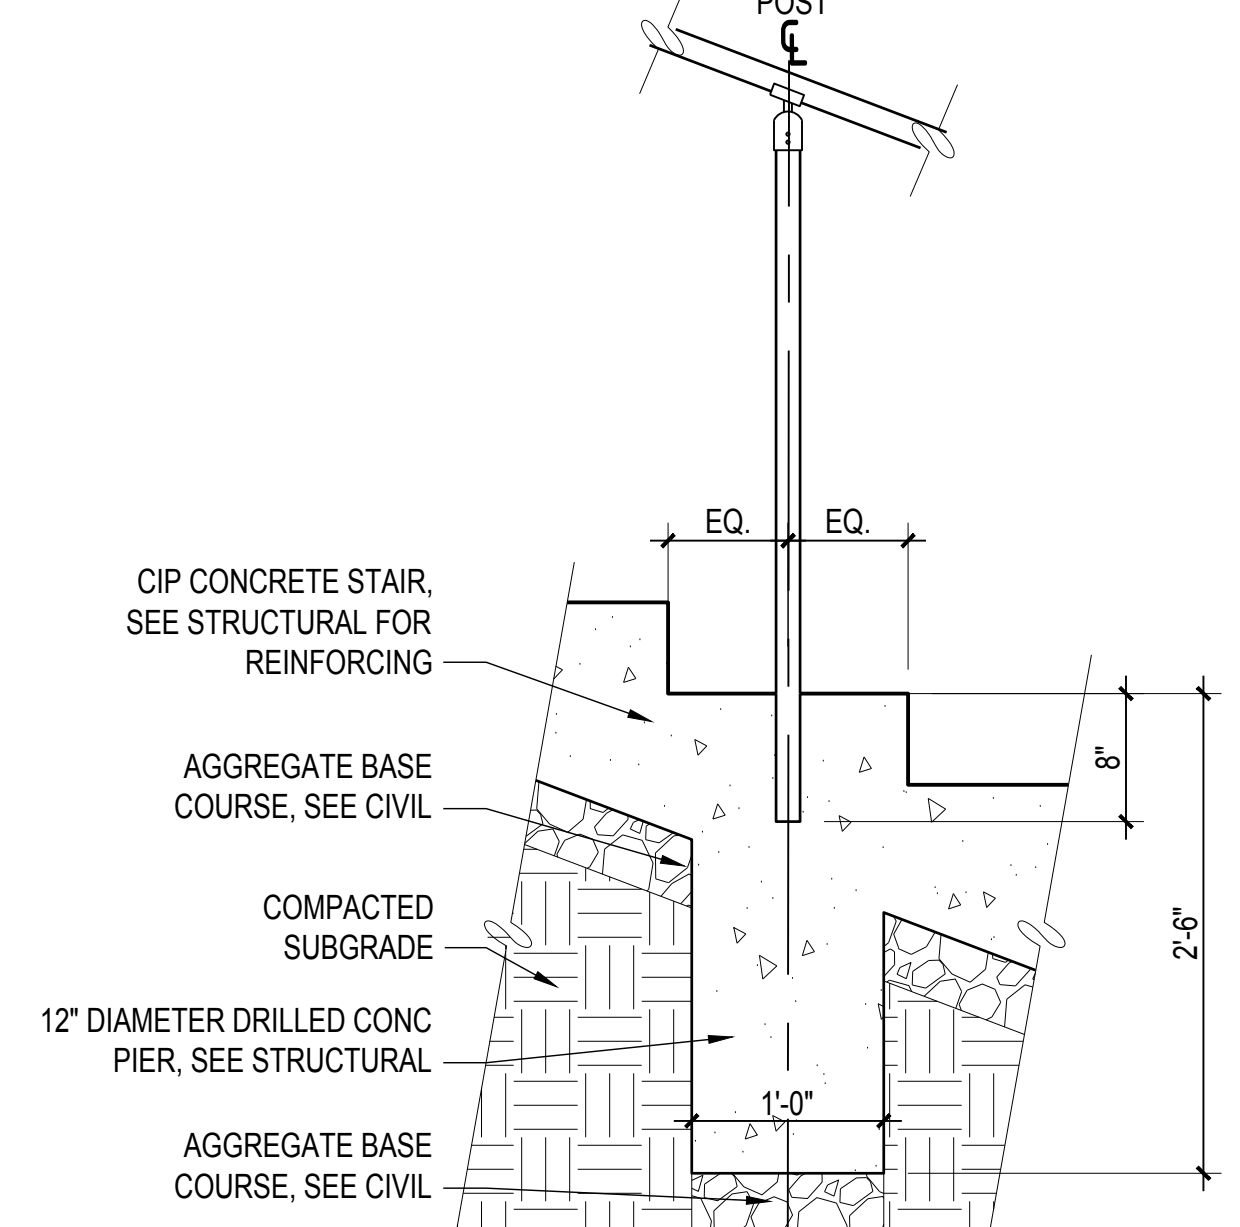 POST
℄
EQ.
EQ.
CIP CONCRETE STAIR,
SEE STRUCTURAL FOR
REINFORCING
AGGREGATE BASE
COURSE, SEE CIVIL
8"
COMPACTED
SUBGRADE
2'-6"
12" DIAMETER DRILLED CONC
PIER, SEE STRUCTURAL
1'-0"
AGGREGATE BASE
COURSE, SEE CIVIL